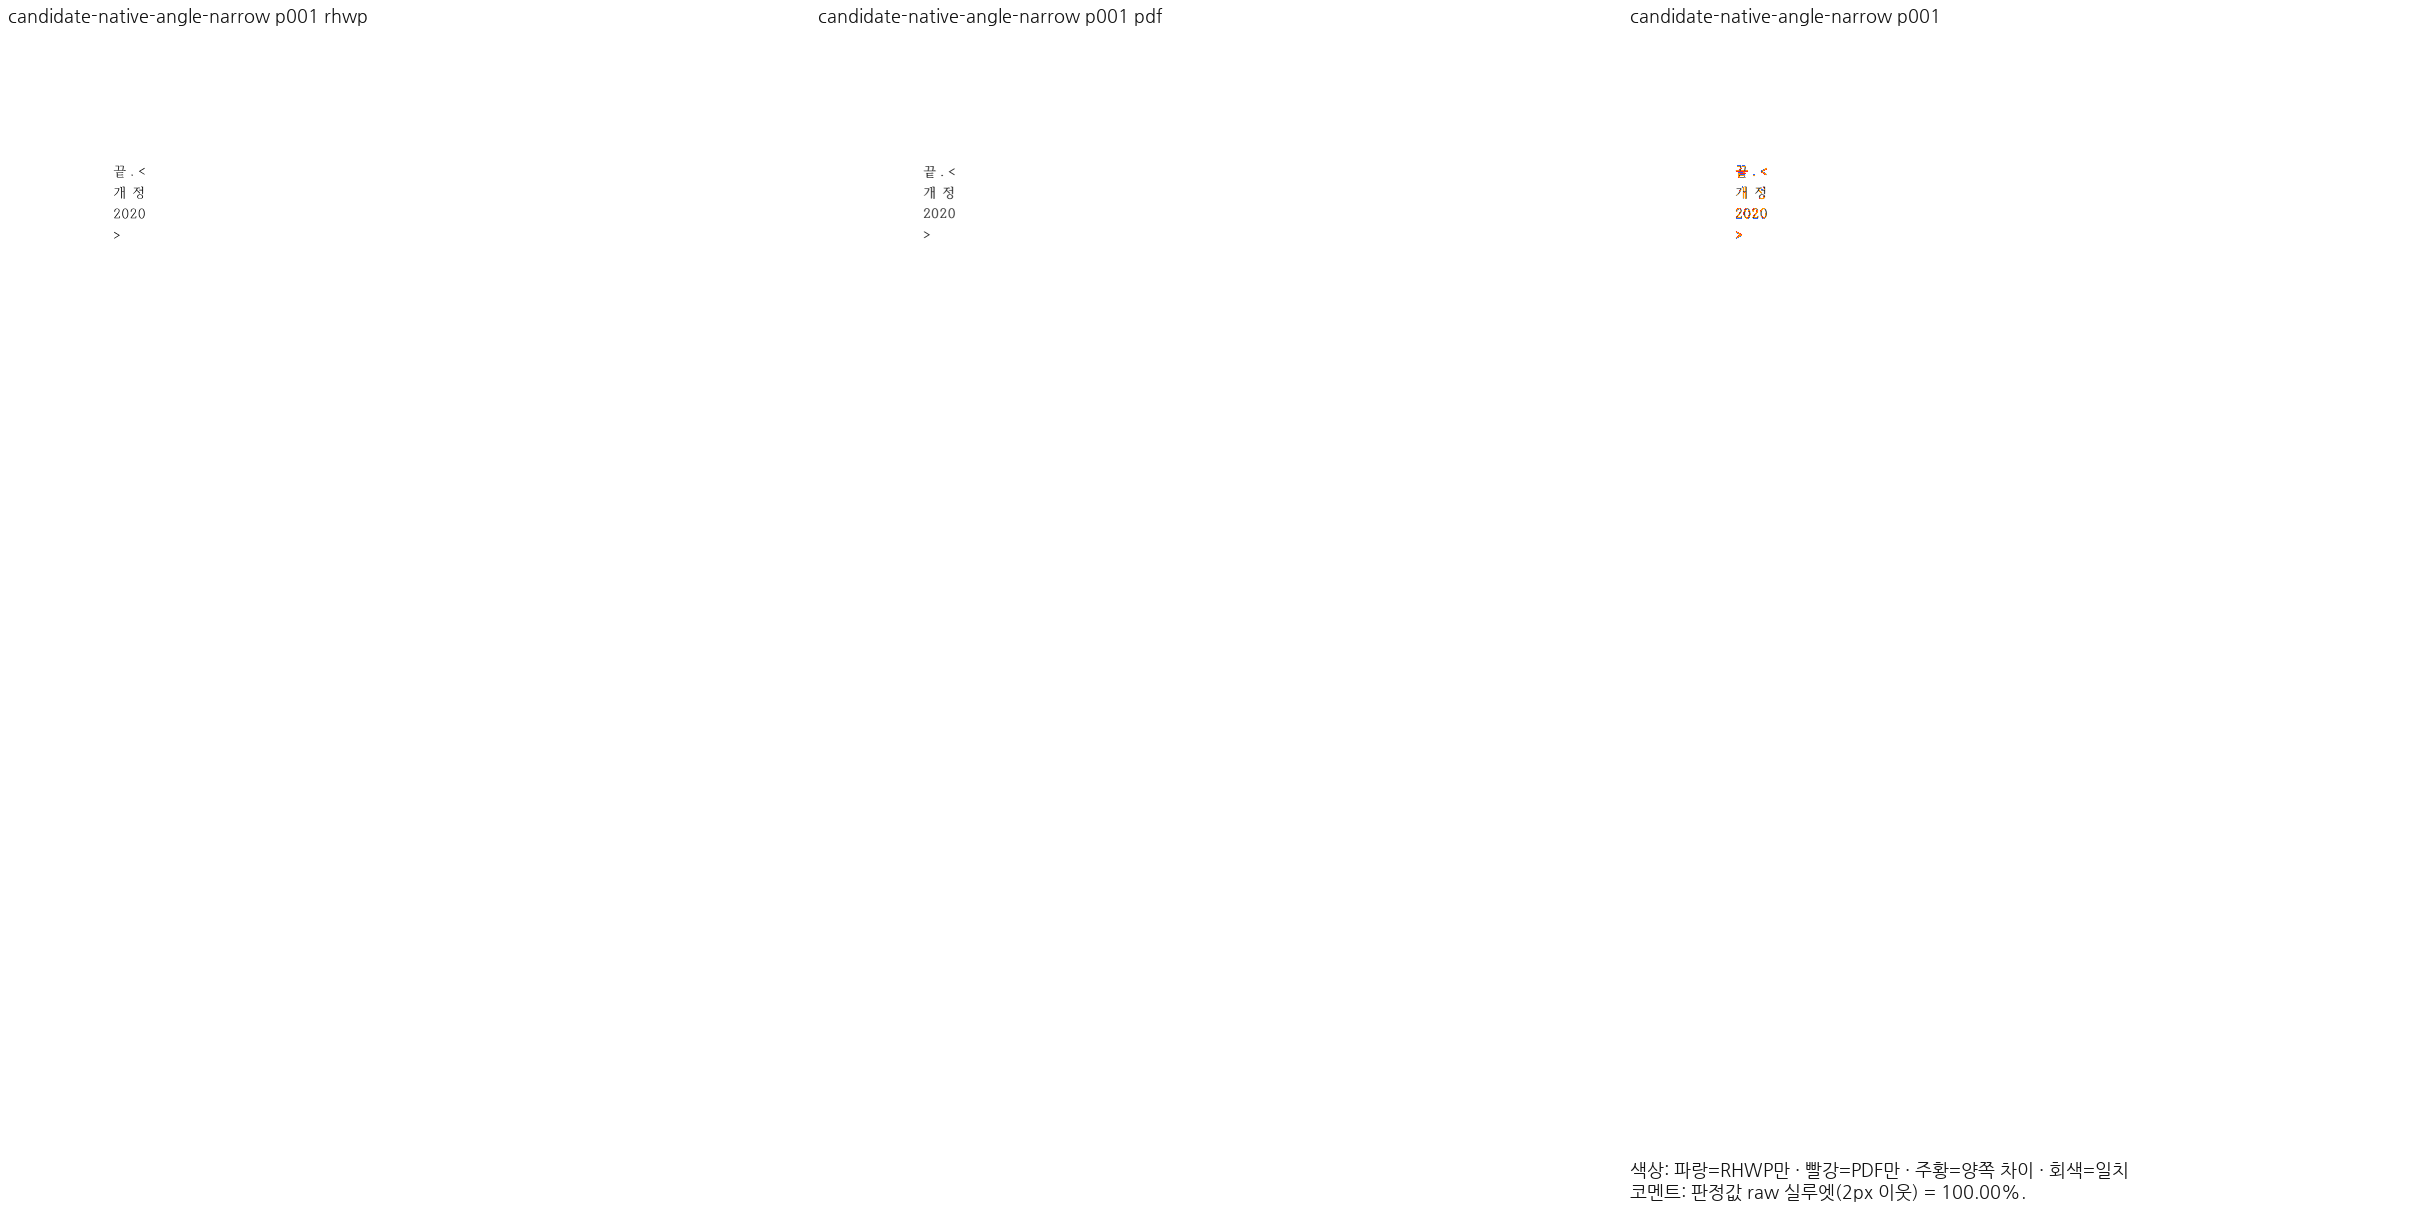 candidate-native-angle-narrow p001 rhwp
끝 . <
개 정
2020
>
candidate-native-angle-narrow p001 pdf
끝 . <
개 정
2020
>
candidate-native-angle-narrow p001
끝 . <
개 정
2020
>
색상: 파랑=RHWP만 · 빨강=PDF만 · 주황=양쪽 차이 · 회색=일치
코멘트: 판정값 raw 실루엣(2px 이웃) = 100.00%.